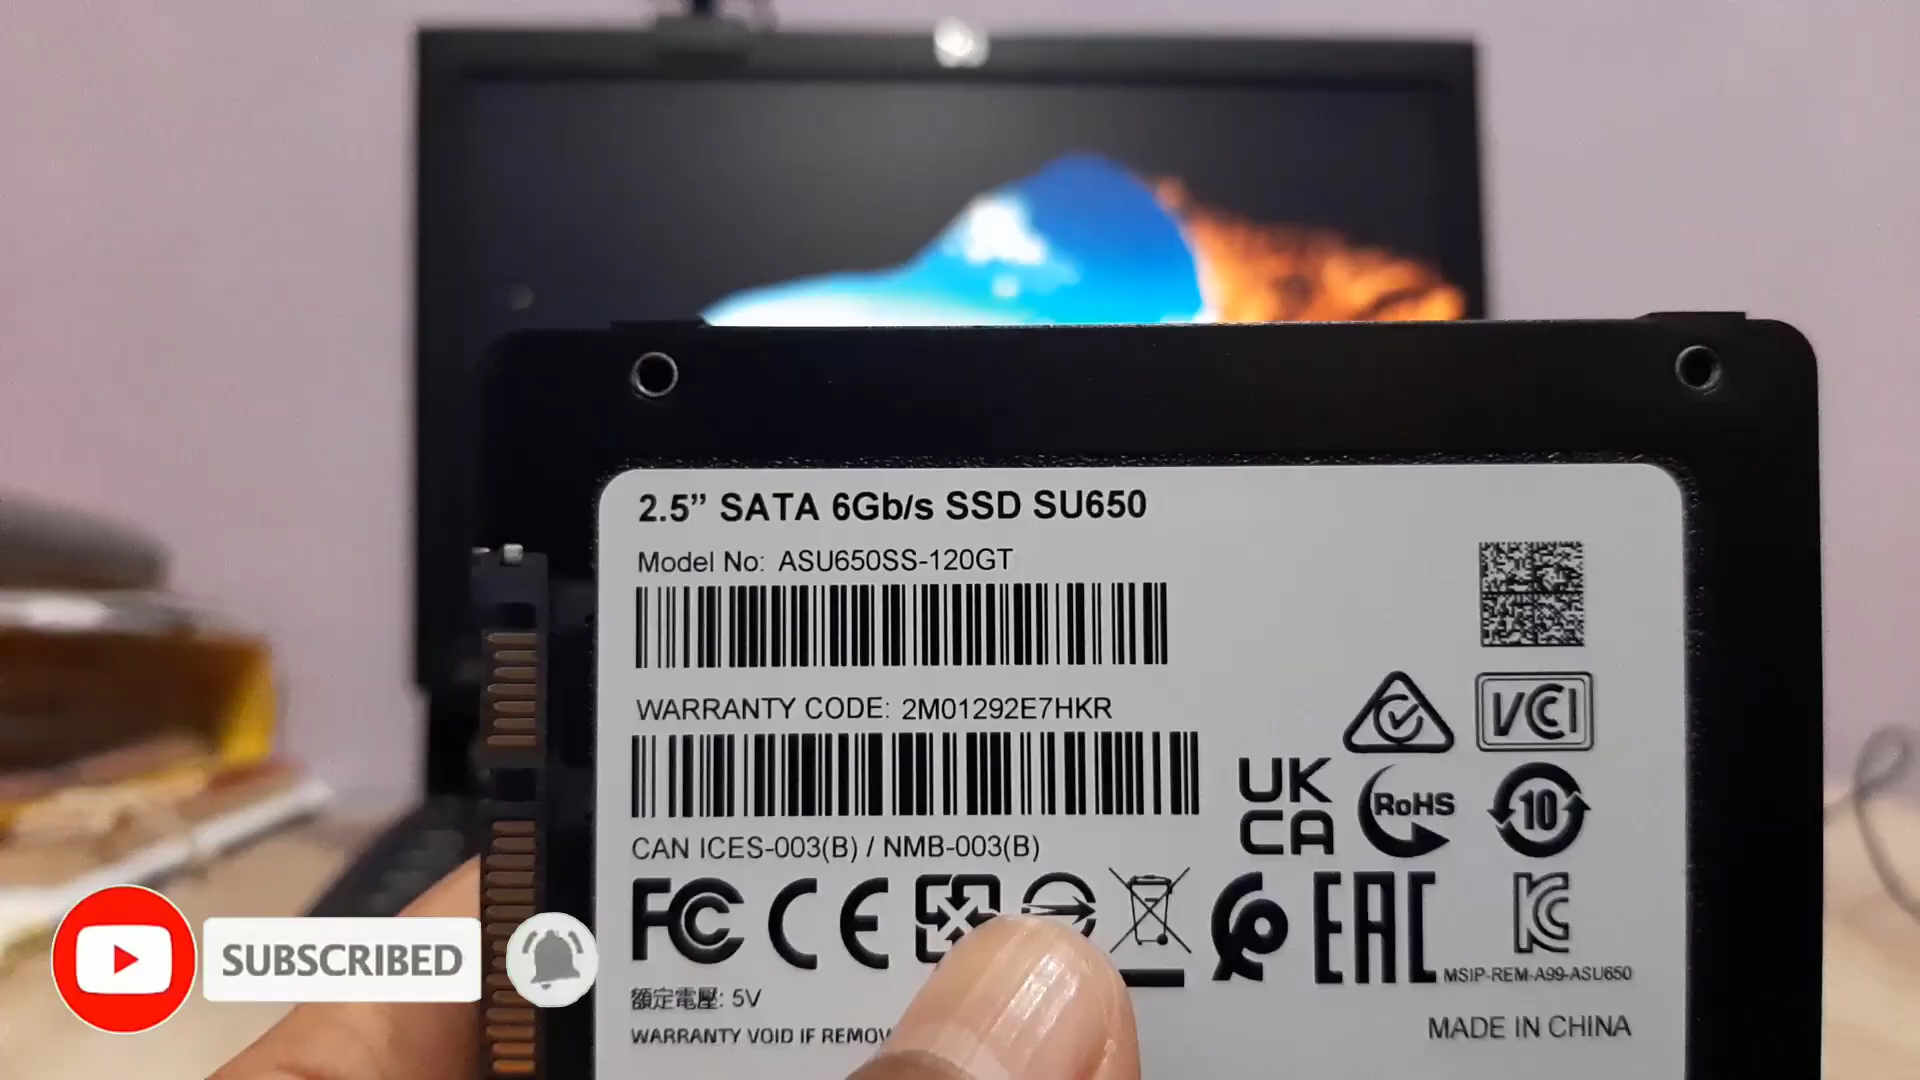 2.5” SATA 6Gb/s SSD SU650
Model No: ASU650SS-120GT
WARRANTY CODE: 2M01292E7HKR
VCI
UK
CA
RoHS
10
CAN ICES-003(B) / NMB-003(B)
FC CE EAC
MSIP-REM-A99-ASU650
額定電壓: 5V
WARRANTY VOID IF
MADE IN CHINA
SUBSCRIBED